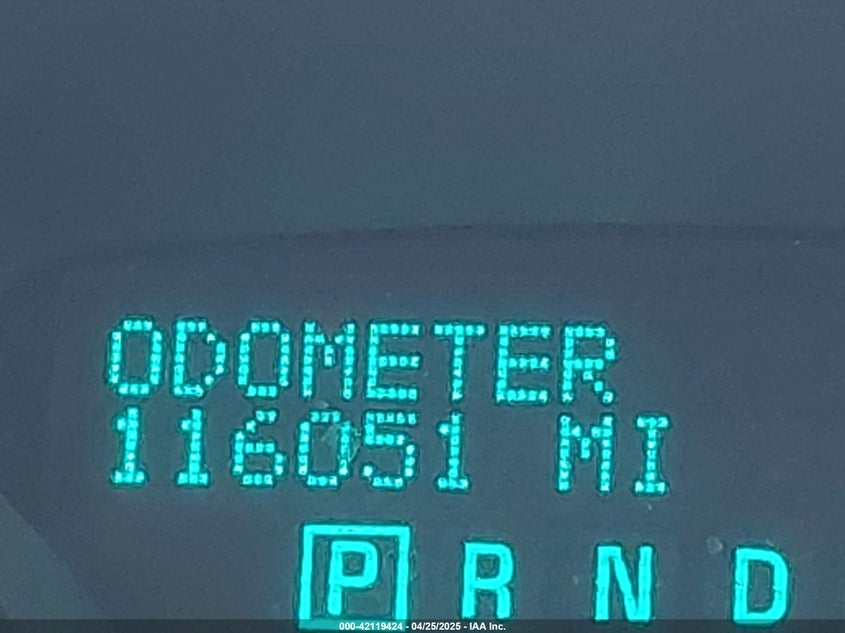 ODOMETER
116051 MI
P R N D
000-42119424 - 04/25/2025 - IAA Inc.